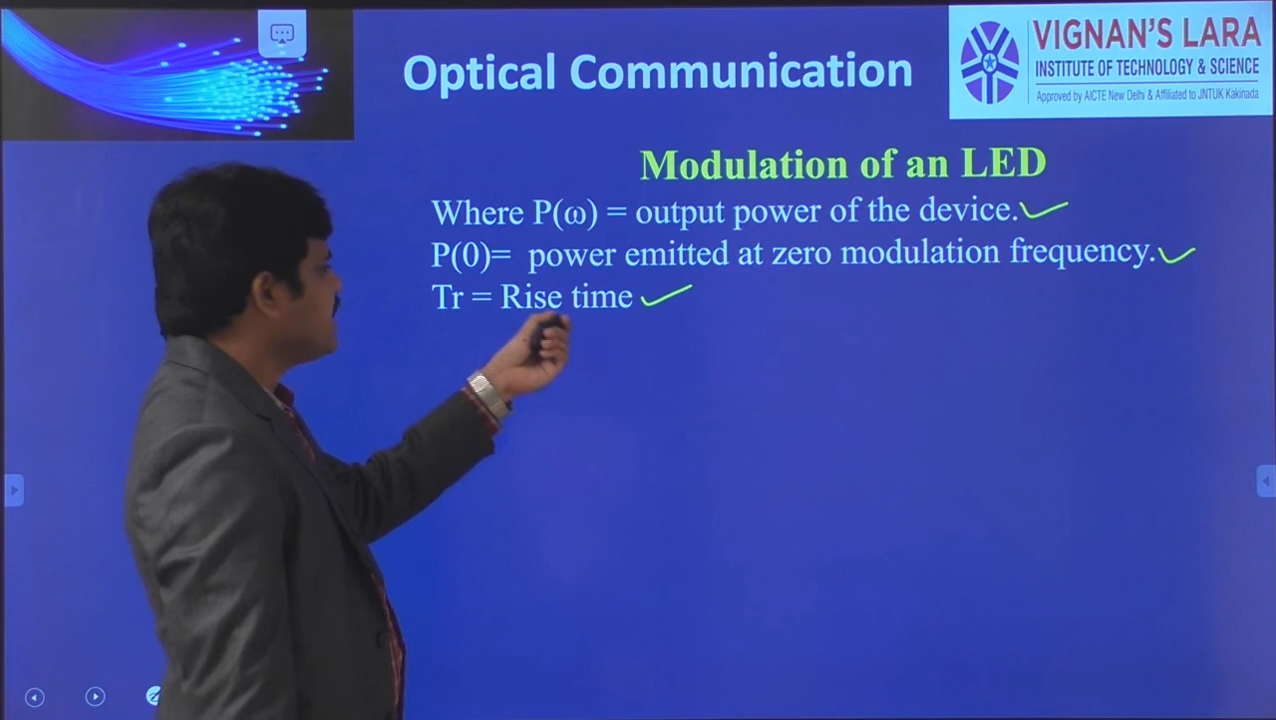 Optical Communication
VIGNAN'S LARA
INSTITUTE OF TECHNOLOGY & SCIENCE
Approved by AICTE New Delhi & Affiliated to JNTUK Kakinada
Modulation of an LED
Where P(ω) = output power of the device.
P(0)= power emitted at zero modulation frequency.
Tr = Rise time